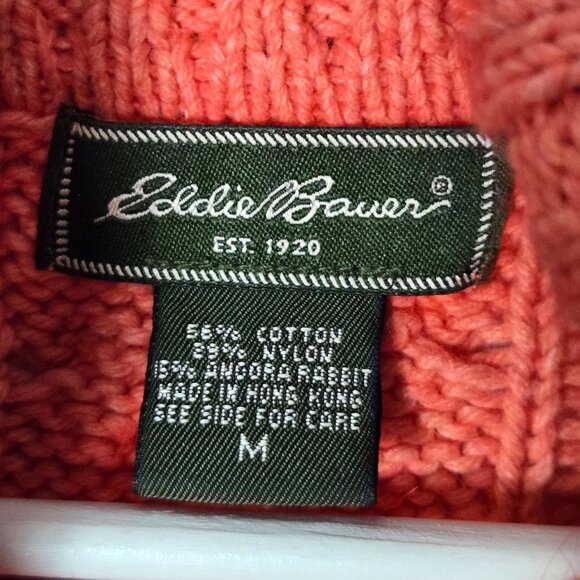 Eddie Bauer®
EST. 1920
56% COTTON
29% NYLON
15% ANGORA RABBIT
MADE IN HONG KONG
SEE SIDE FOR CARE
M